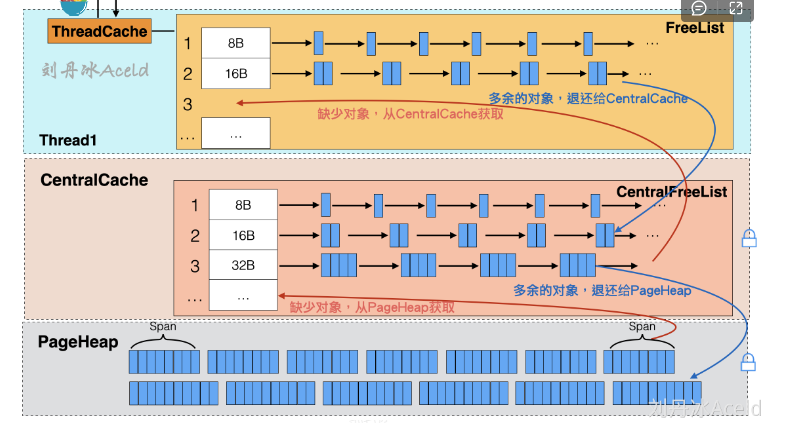 ThreadCache
FreeList
1 8B ...
2 16B ...
刘丹冰Aceld
多余的对象，退还给CentralCache
3
缺少对象，从CentralCache获取
... ...
Thread1
CentralCache
CentralFreeList
1 8B ...
2 16B ...
3 32B
多余的对象，退还给PageHeap
... ...
缺少对象，从PageHeap获取
PageHeap
Span
Span
刘丹冰Aceld